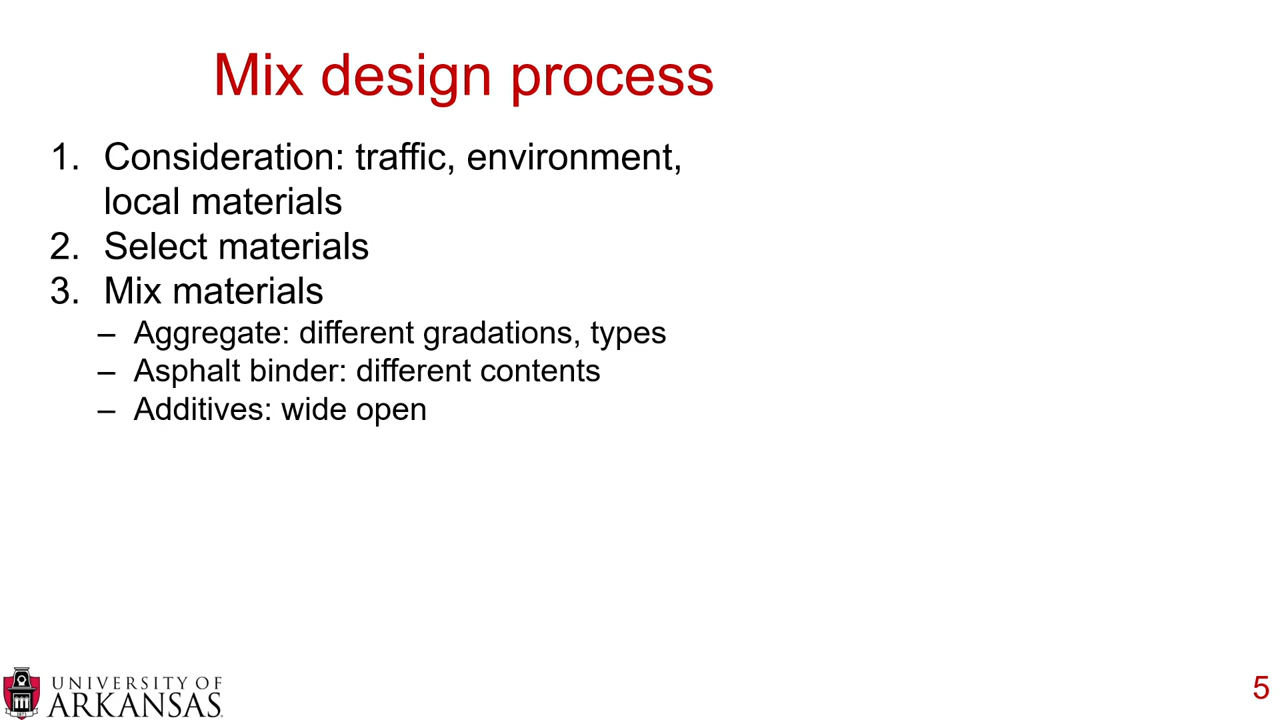 Mix design process
1. Consideration: traffic, environment,
local materials
2. Select materials
3. Mix materials
– Aggregate: different gradations, types
– Asphalt binder: different contents
– Additives: wide open
UNIVERSITY OF
ARKANSAS
5